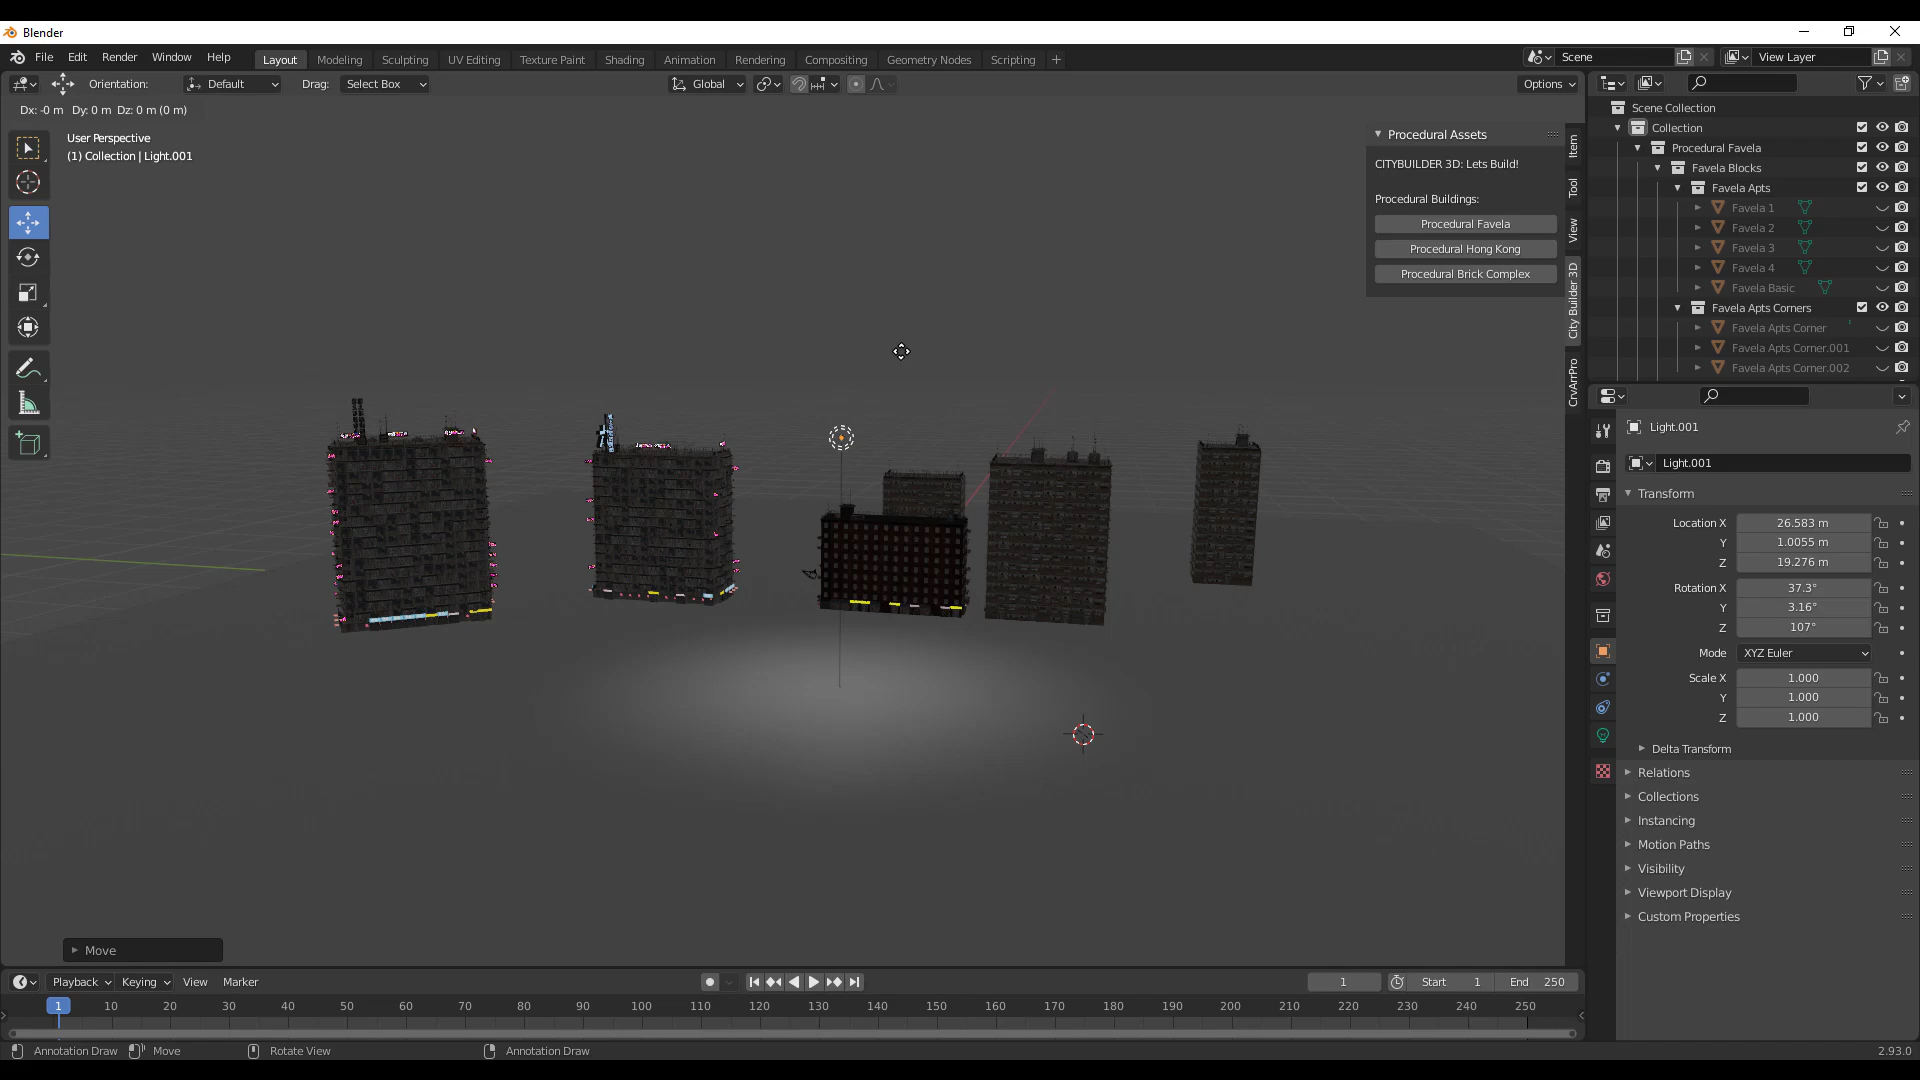 Blender
File Edit Render Window Help Layout Modeling Sculpting UV Editing Texture Paint Shading Animation Rendering Compositing Geometry Nodes Scripting + Scene View Layer
Orientation: Default Drag: Select Box Global Options
Dx: -0 m Dy: 0 m Dz: 0 m (0 m)
User Perspective
(1) Collection | Light.001
Procedural Assets
CITYBUILDER 3D: Lets Build!
Procedural Buildings:
Procedural Favela
Procedural Hong Kong
Procedural Brick Complex
Item
Tool
View
City Builder 3D
CrvArrPro
Scene Collection
Collection
Procedural Favela
Favela Blocks
Favela Apts
Favela 1
Favela 2
Favela 3
Favela 4
Favela Basic
Favela Apts Corners
Favela Apts Corner
Favela Apts Corner.001
Favela Apts Corner.002
Light.001
Light.001
Transform
Location X 26.583 m
Y 1.0055 m
Z 19.276 m
Rotation X 37.3°
Y 3.16°
Z 107°
Mode XYZ Euler
Scale X 1.000
Y 1.000
Z 1.000
Delta Transform
Relations
Collections
Instancing
Motion Paths
Visibility
Viewport Display
Custom Properties
Move
Playback Keying View Marker 1 Start 1 End 250
1 10 20 30 40 50 60 70 80 90 100 110 120 130 140 150 160 170 180 190 200 210 220 230 240 250
Annotation Draw Move Rotate View Annotation Draw 2.93.0